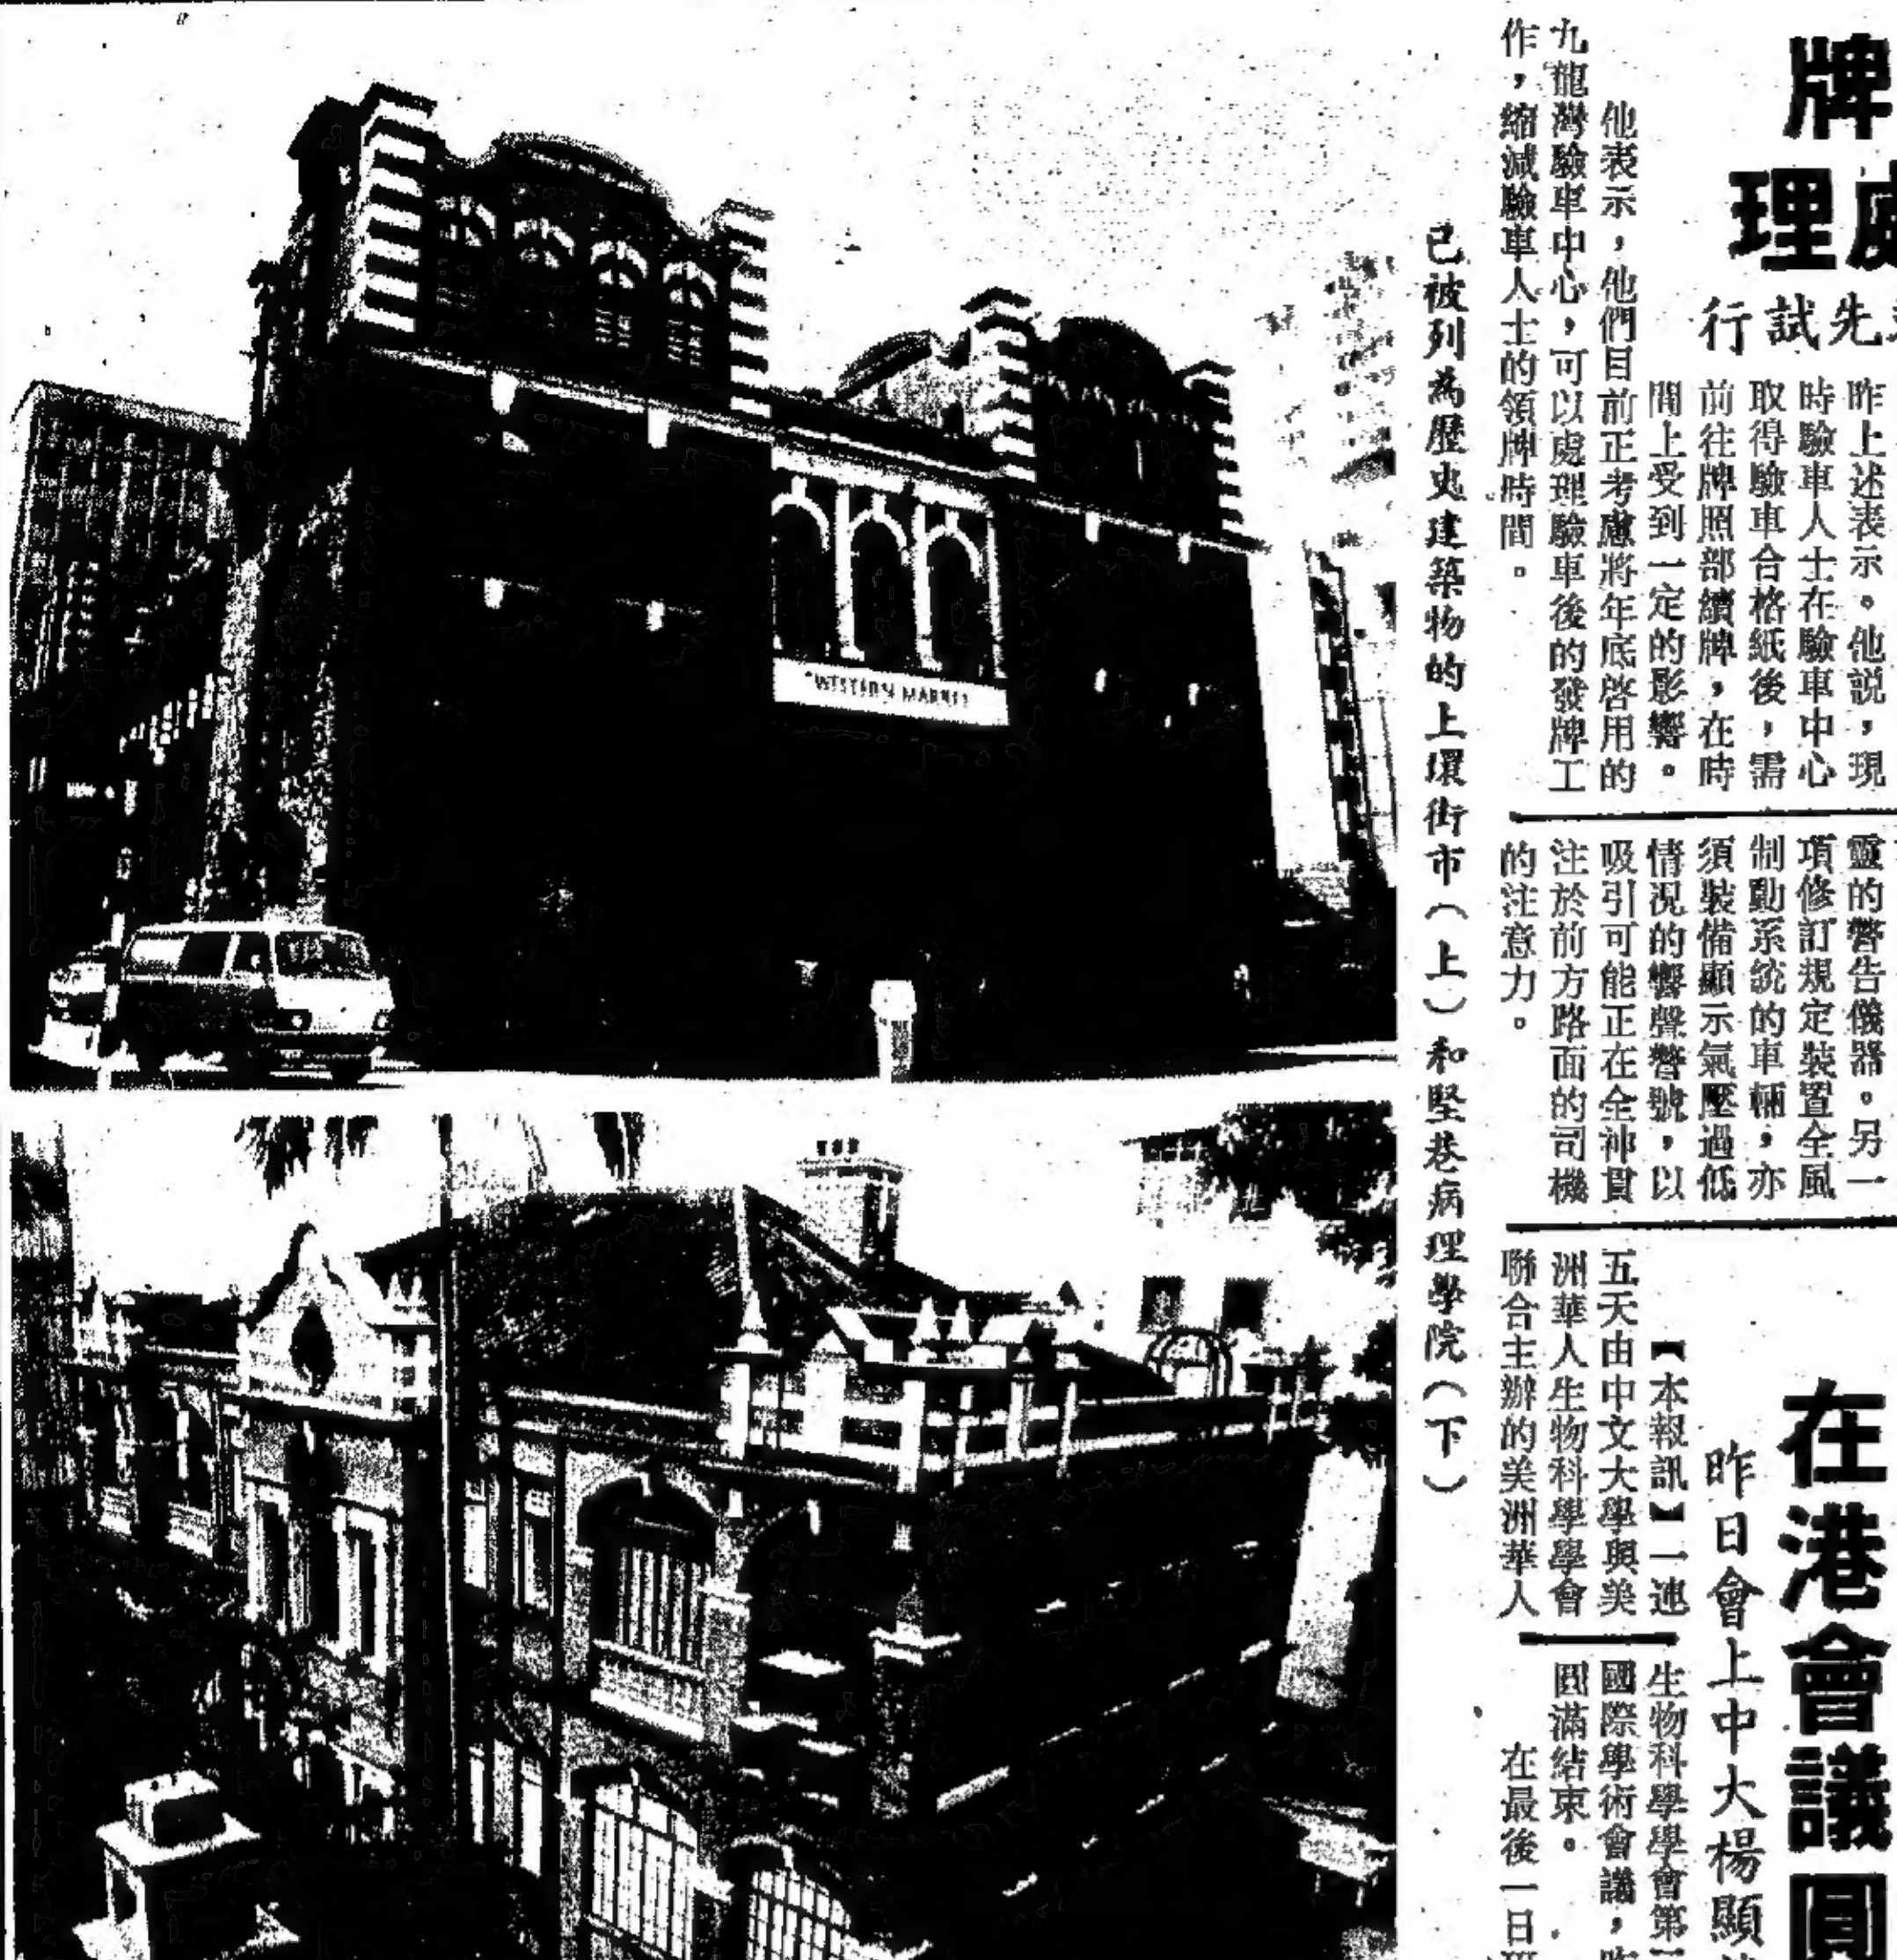 牌
理處
先試行
昨上述表示。他説，現
時驗車人士在驗車中心
取得驗車合格紙後，需
前往牌照部續牌，在時
間上受到一定的影響。
他表示，他們目前正考慮將年底啓用的
九龍灣驗車中心，可以處理驗車後的發牌工
作，縮減驗車人士的領牌時間。
靈的警告儀器。另一
項修訂規定裝置全風
制動系統的車輛，亦
須裝備顯示氣壓過低
情況的響聲警號，以
吸引可能正在全神貫
注於前方路面的司機
的注意力。
已被列為歷史建築物的上環街市（上）和堅巷病理學院（下）
WESTERN MARKET
在港會議圓
昨日會上中大楊顯
【本報訊】一連
五天由中文大學與美
洲華人生物科學學會
聯合主辦的美洲華人
生物科學學會第
國際學術會議，昨
圓滿結束。
在最後一日